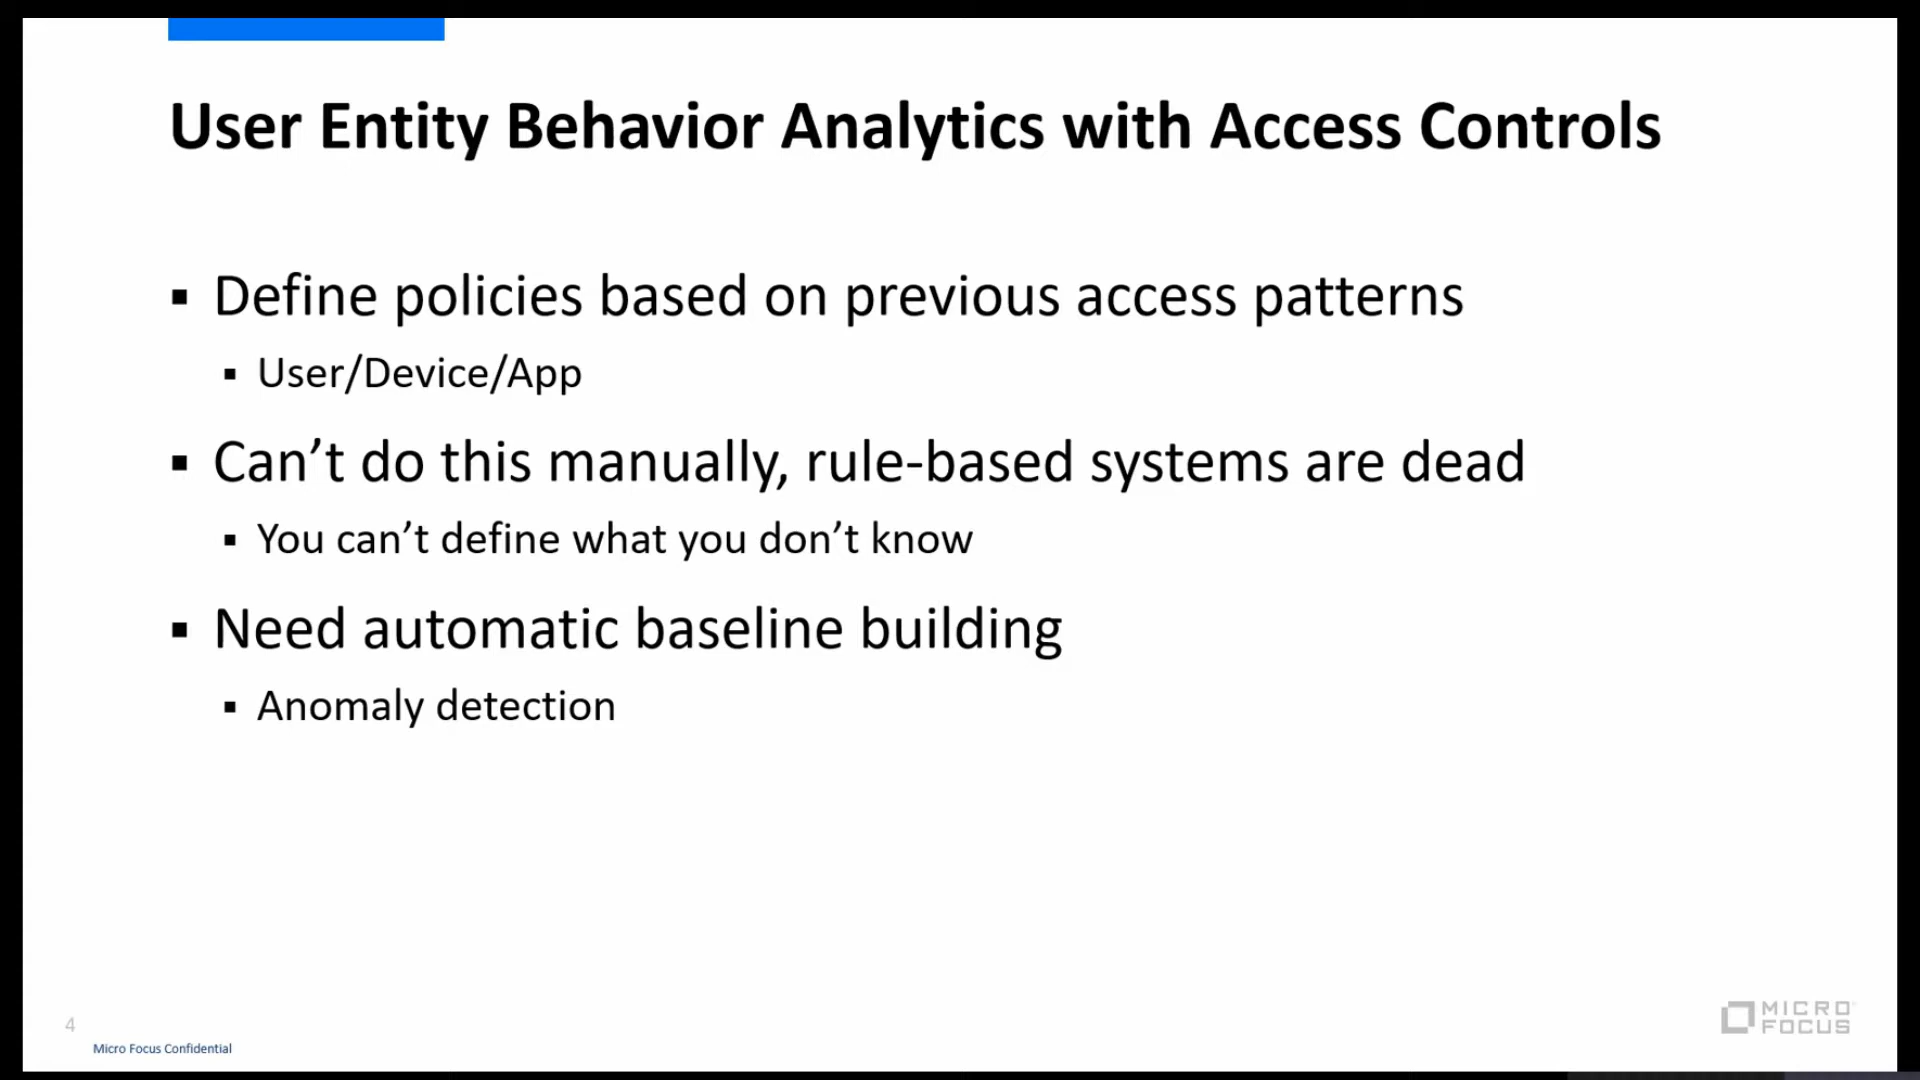 User Entity Behavior Analytics with Access Controls
▪ Define policies based on previous access patterns
▪ User/Device/App
▪ Can’t do this manually, rule-based systems are dead
▪ You can’t define what you don’t know
▪ Need automatic baseline building
▪ Anomaly detection
4
Micro Focus Confidential
MICRO
FOCUS